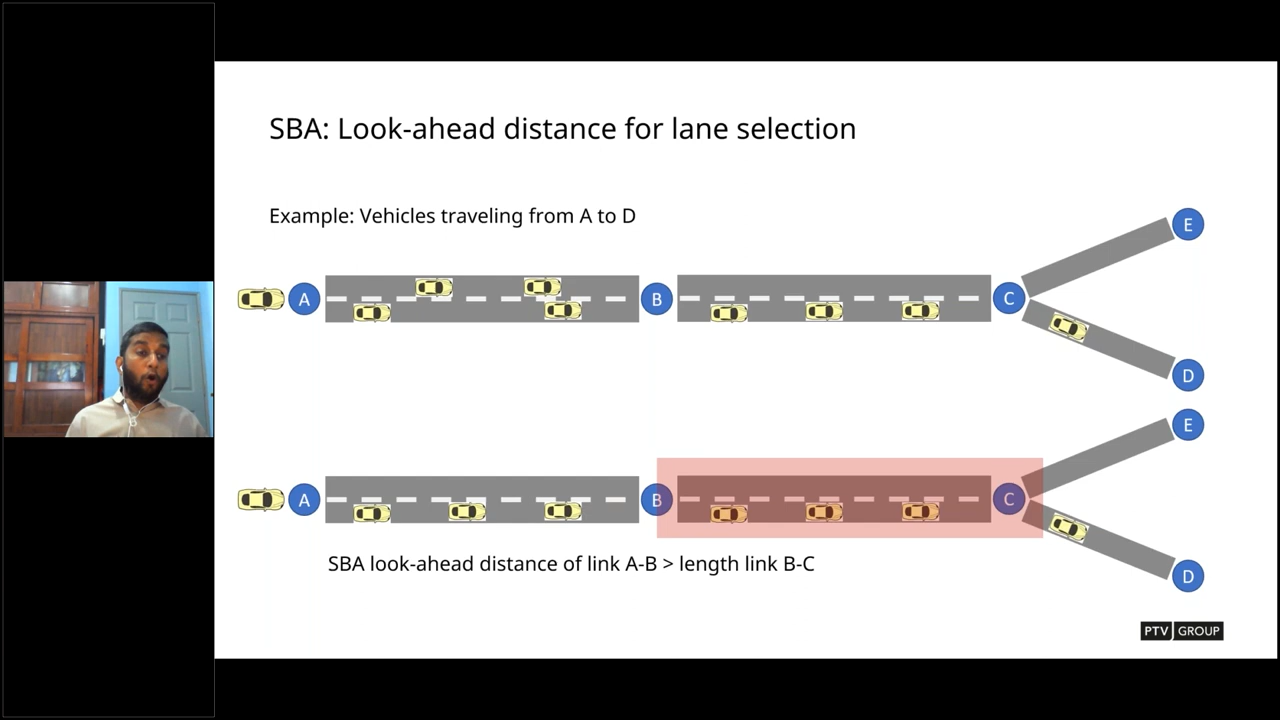 SBA: Look-ahead distance for lane selection
Example: Vehicles traveling from A to D
E
A
B
C
D
E
A
B
C
D
SBA look-ahead distance of link A-B > length link B-C
PTV GROUP